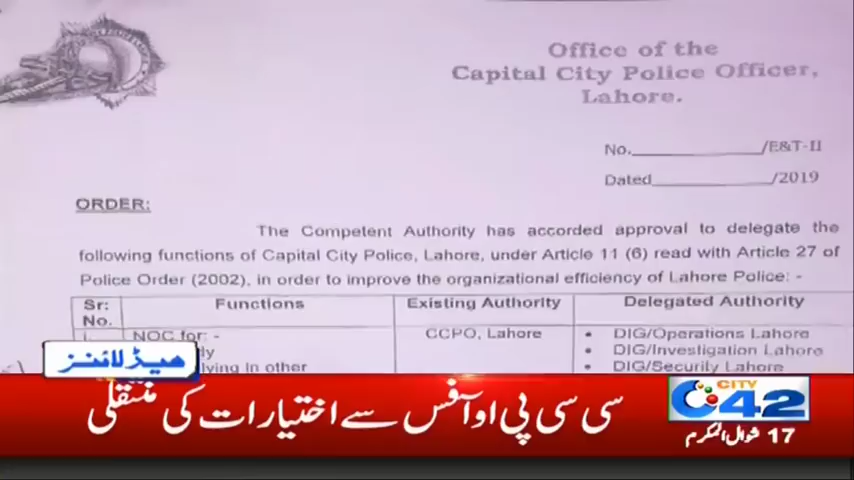 Office of the
Capital City Police Officer,
Lahore.
No.____________/E&T-II
Dated____________/2019
ORDER:
The Competent Authority has accorded approval to delegate the
following functions of Capital City Police, Lahore, under Article 11 (6) read with Article 27 of
Police Order (2002), in order to improve the organizational efficiency of Lahore Police: -
Sr: No. Functions Existing Authority Delegated Authority
i. NOC for: - CCPO, Lahore • DIG/Operations Lahore
• DIG/Investigation Lahore
in other • DIG/Security Lahore
ہیڈلائنز
سی سی پی او آفس سے اختیارات کی منتقلی
CITY
42
17 شوال المکرم